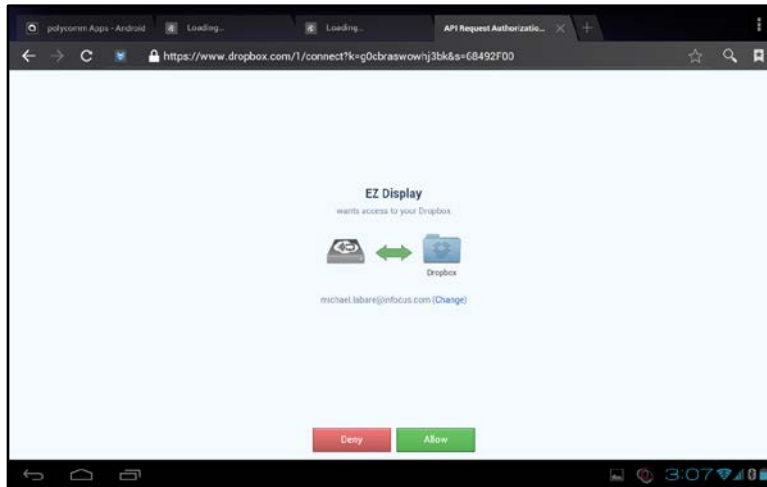 polycomm Apps - Android
Loading...
Loading...
API Request Authorizatio...
https://www.dropbox.com/1/connect?k=g0cbraswowhj3bk&s=68492F00
EZ Display
wants access to your Dropbox
Dropbox
michael.labare@infocus.com (Change)
Deny
Allow
3:07